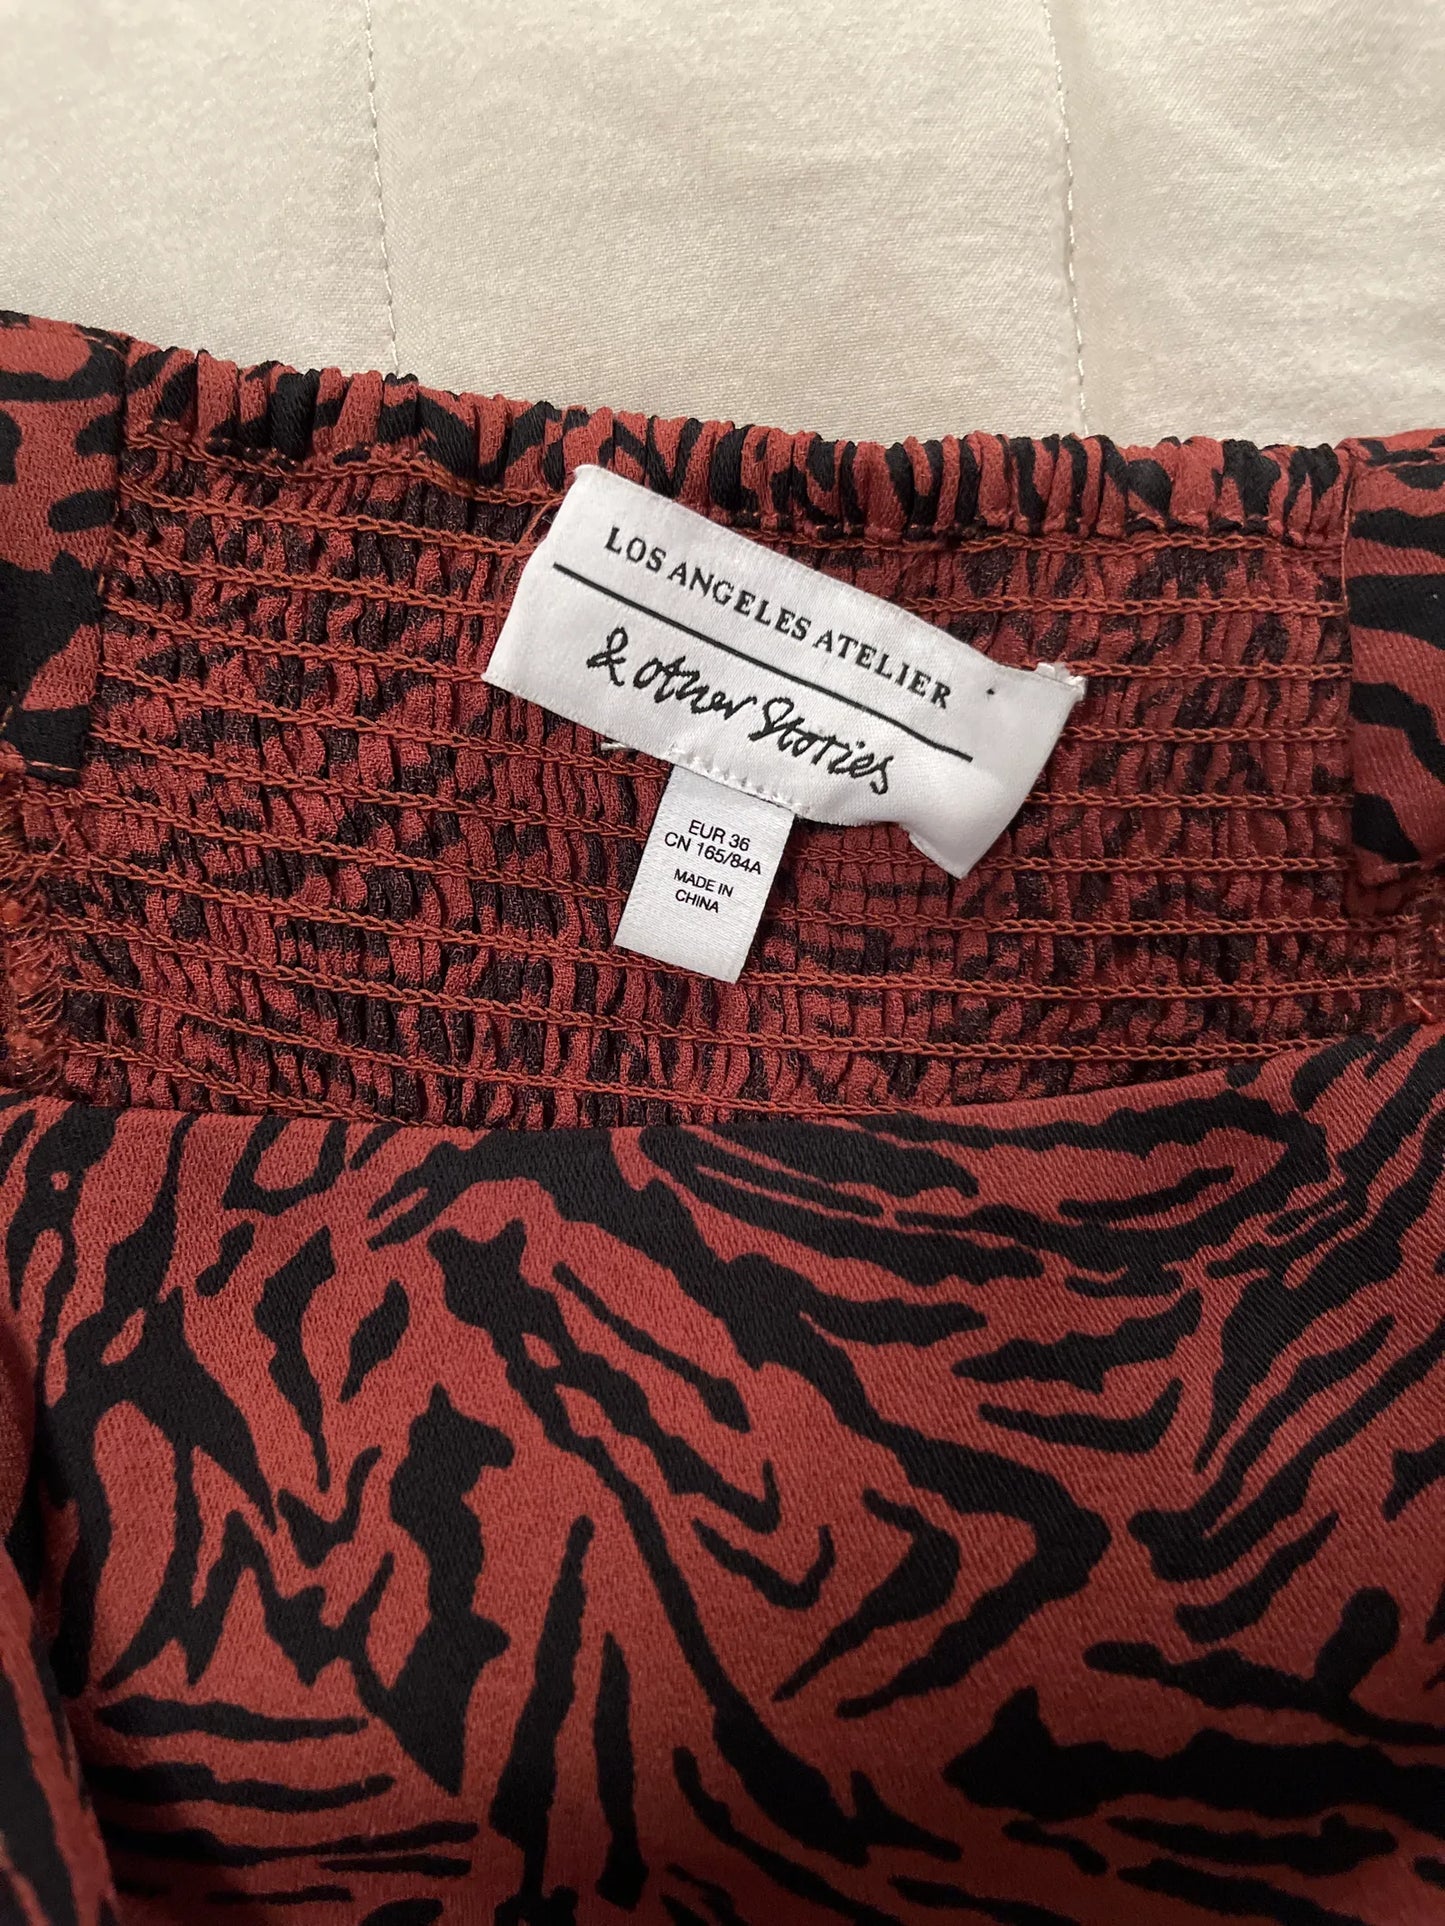 LOS ANGELES ATELIER
& other Stories
EUR 36
CN 165/84A
MADE IN
CHINA